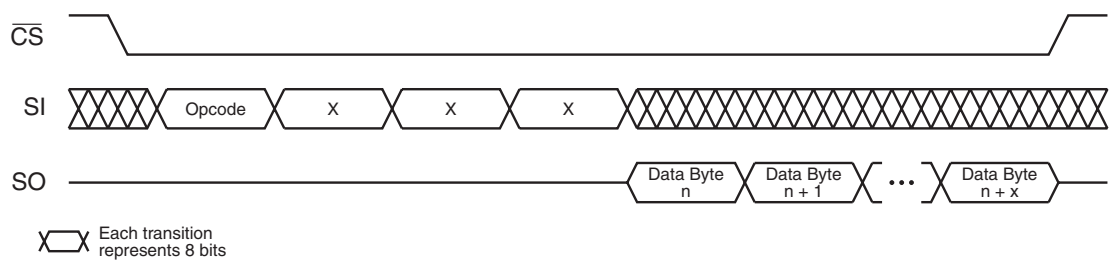 CS
SI
Opcode
X
X
X
SO
Data Byte
n
Data Byte
n + 1
•••
Data Byte
n + x
Each transition
represents 8 bits